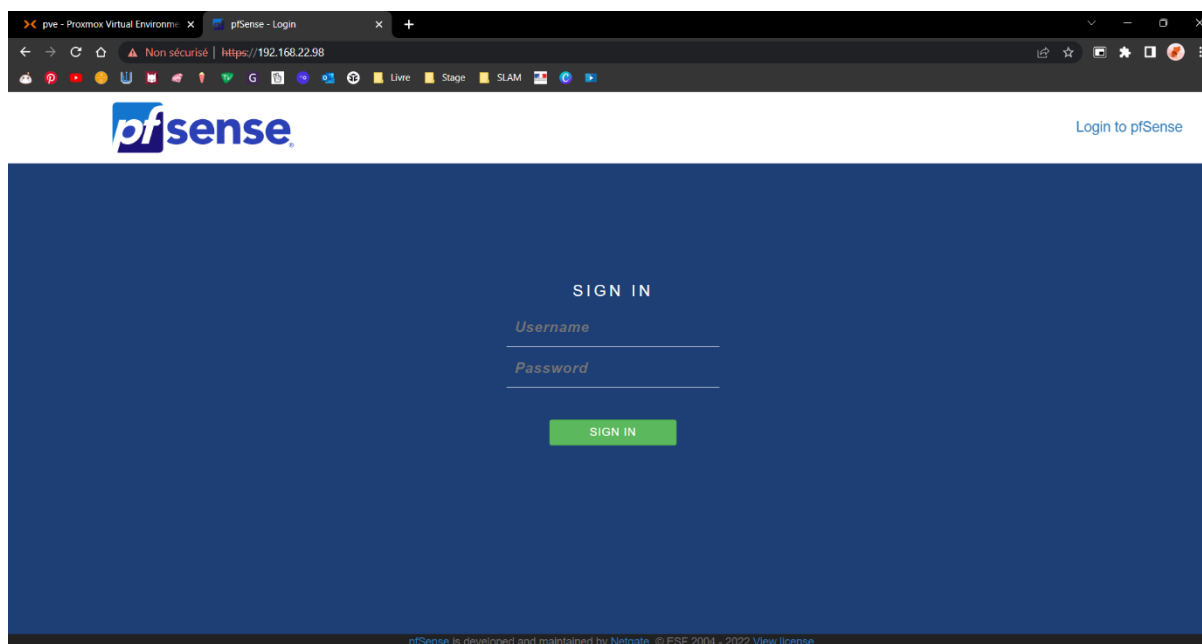 pve - Proxmox Virtual Environme
pfSense - Login
Non sécurisé | https://192.168.22.98
Livre
Stage
SLAM
pfsense
Login to pfSense
SIGN IN
Username
Password
SIGN IN
pfSense is developed and maintained by Netgate. © ESF 2004 - 2022 View license.